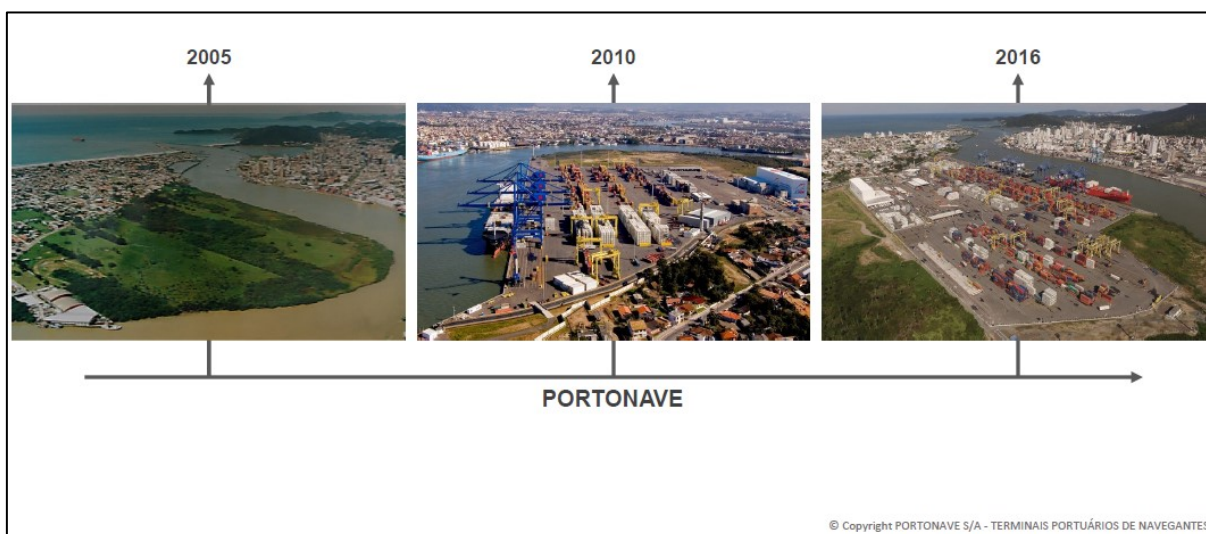 2005
2010
2016
PORTONAVE
© Copyright PORTONAVE S/A - TERMINAIS PORTUÁRIOS DE NAVEGANTES